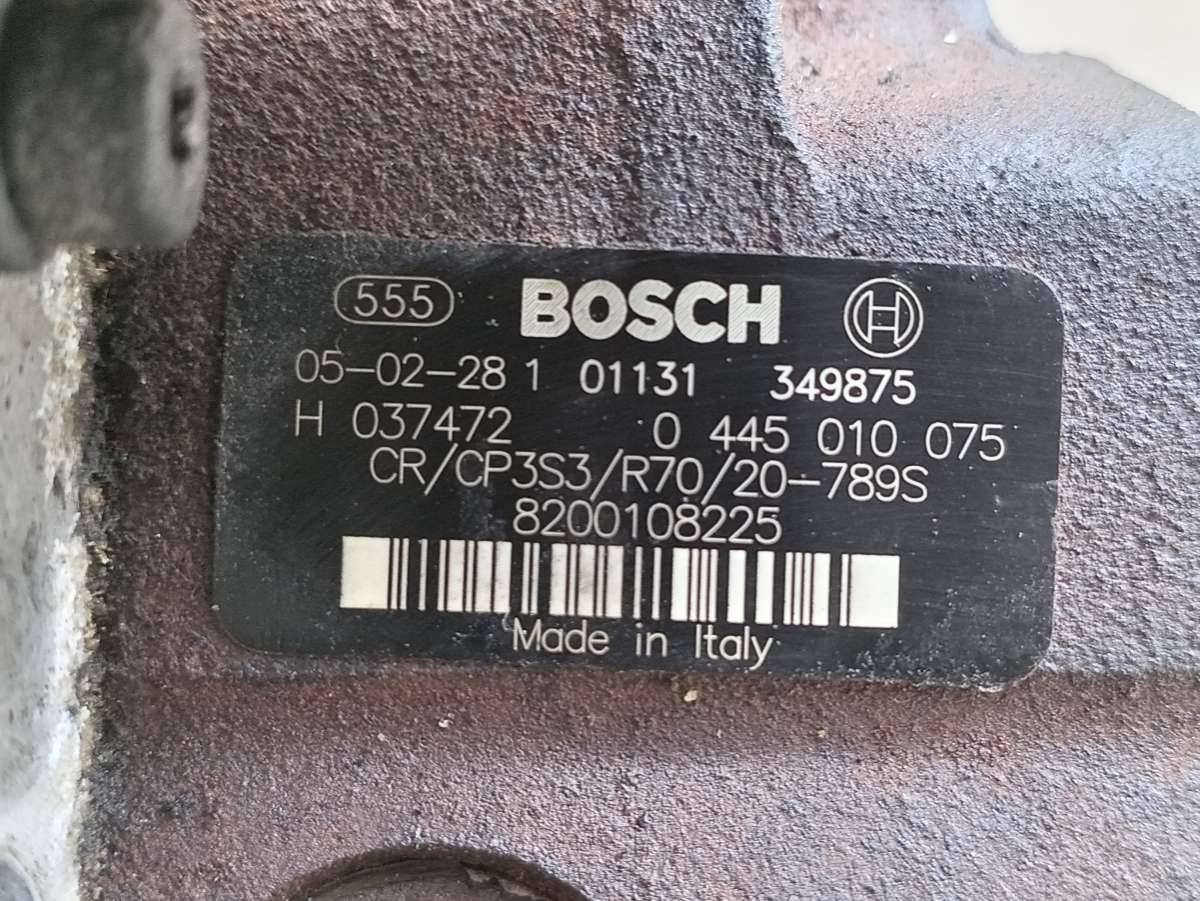 555 BOSCH
05-02-28 1 01131 349875
H 037472 0 445 010 075
CR/CP3S3/R70/20-789S
8200108225
Made in Italy